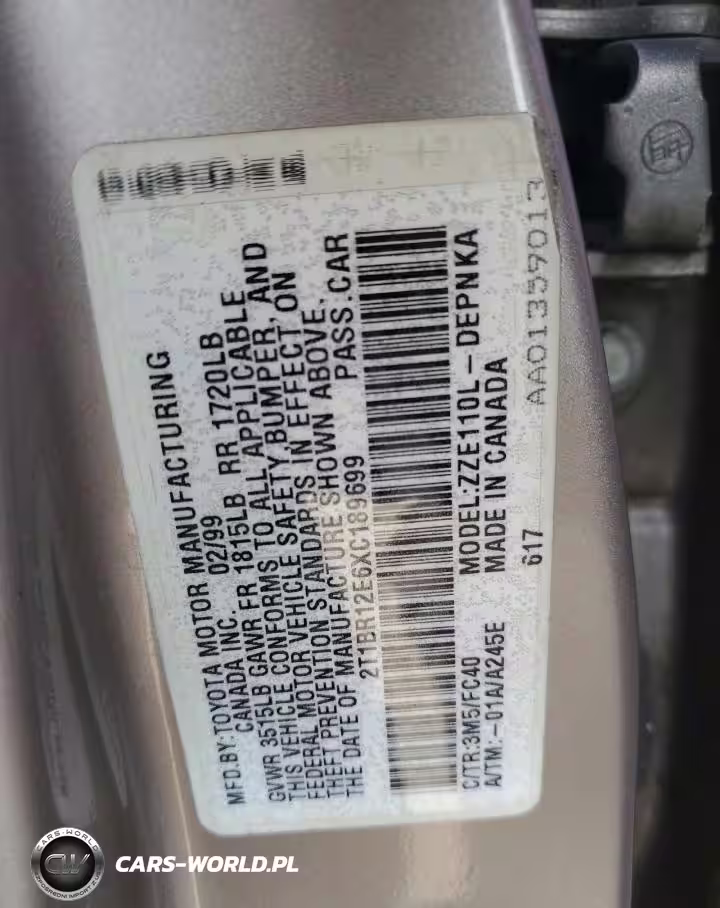 MFD.BY:TOYOTA MOTOR MANUFACTURING
CANADA INC. 02/99
GVWR 3515LB GAWR FR 1815LB RR 1720LB
THIS VEHICLE CONFORMS TO ALL APPLICABLE
FEDERAL MOTOR VEHICLE SAFETY,BUMPER, AND
THEFT PREVENTION STANDARDS IN EFFECT ON
THE DATE OF MANUFACTURE SHOWN ABOVE.
2T1BR12E6XC189699 PASS.CAR
C/TR:3M5/FC40 MODEL:ZZE110L-DEPNKA
A/TM:-01A/A245E MADE IN CANADA
617
AA01359013
CARS-WORLD
CW
CARS-WORLD.PL